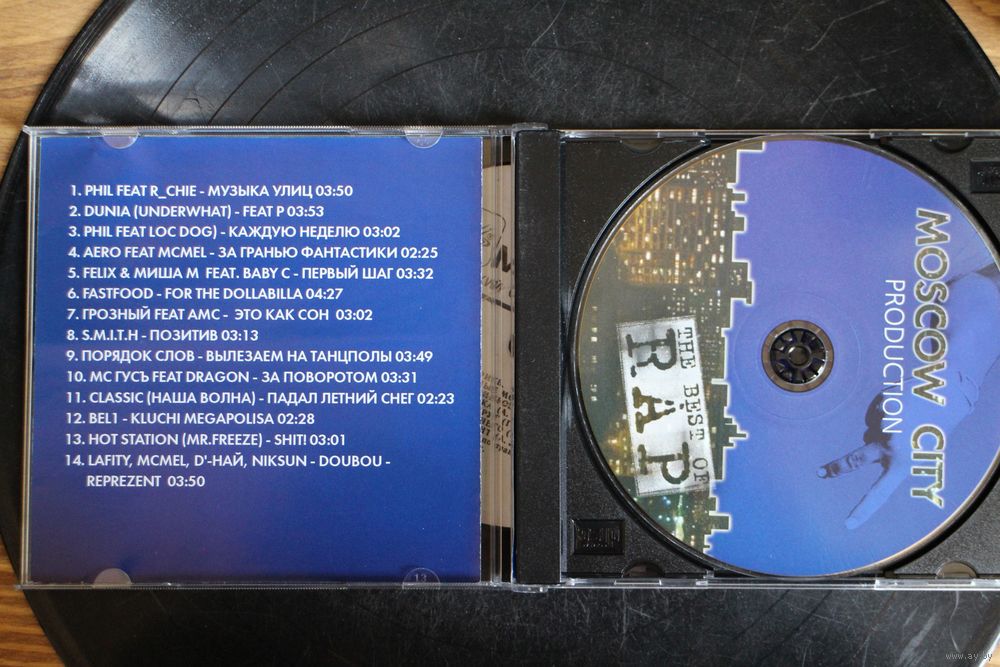 1. PHIL FEAT R_CHIE - МУЗЫКА УЛИЦ 03:50
2. DUNIA (UNDERWHAT) - FEAT P 03:53
3. PHIL FEAT LOC DOG) - КАЖДУЮ НЕДЕЛЮ 03:02
4. AERO FEAT MCMEL - ЗА ГРАНЬЮ ФАНТАСТИКИ 02:25
5. FELIX & МИША М FEAT. BABY C - ПЕРВЫЙ ШАГ 03:32
6. FASTFOOD - FOR THE DOLLABILLA 04:27
7. ГРОЗНЫЙ FEAT АМС - ЭТО КАК СОН 03:02
8. S.M.I.T.H - ПОЗИТИВ 03:13
9. ПОРЯДОК СЛОВ - ВЫЛЕЗАЕМ НА ТАНЦПОЛЫ 03:49
10. МС ГУСЪ FEAT DRAGON - ЗА ПОВОРОТОМ 03:31
11. CLASSIC (НАША ВОЛНА) - ПАДАЛ ЛЕТНИЙ СНЕГ 02:23
12. BEL1 - KLUCHI MEGAPOLISA 02:28
13. HOT STATION (MR.FREEZE) - SHIT! 03:01
14. LAFITY, MCMEL, D'-НАЙ, NIKSUN - DOUBOU -
REPREZENT 03:50
13
MOSCOW CITY
PRODUCTION
THE BEST OF
RAP
www.ay.by